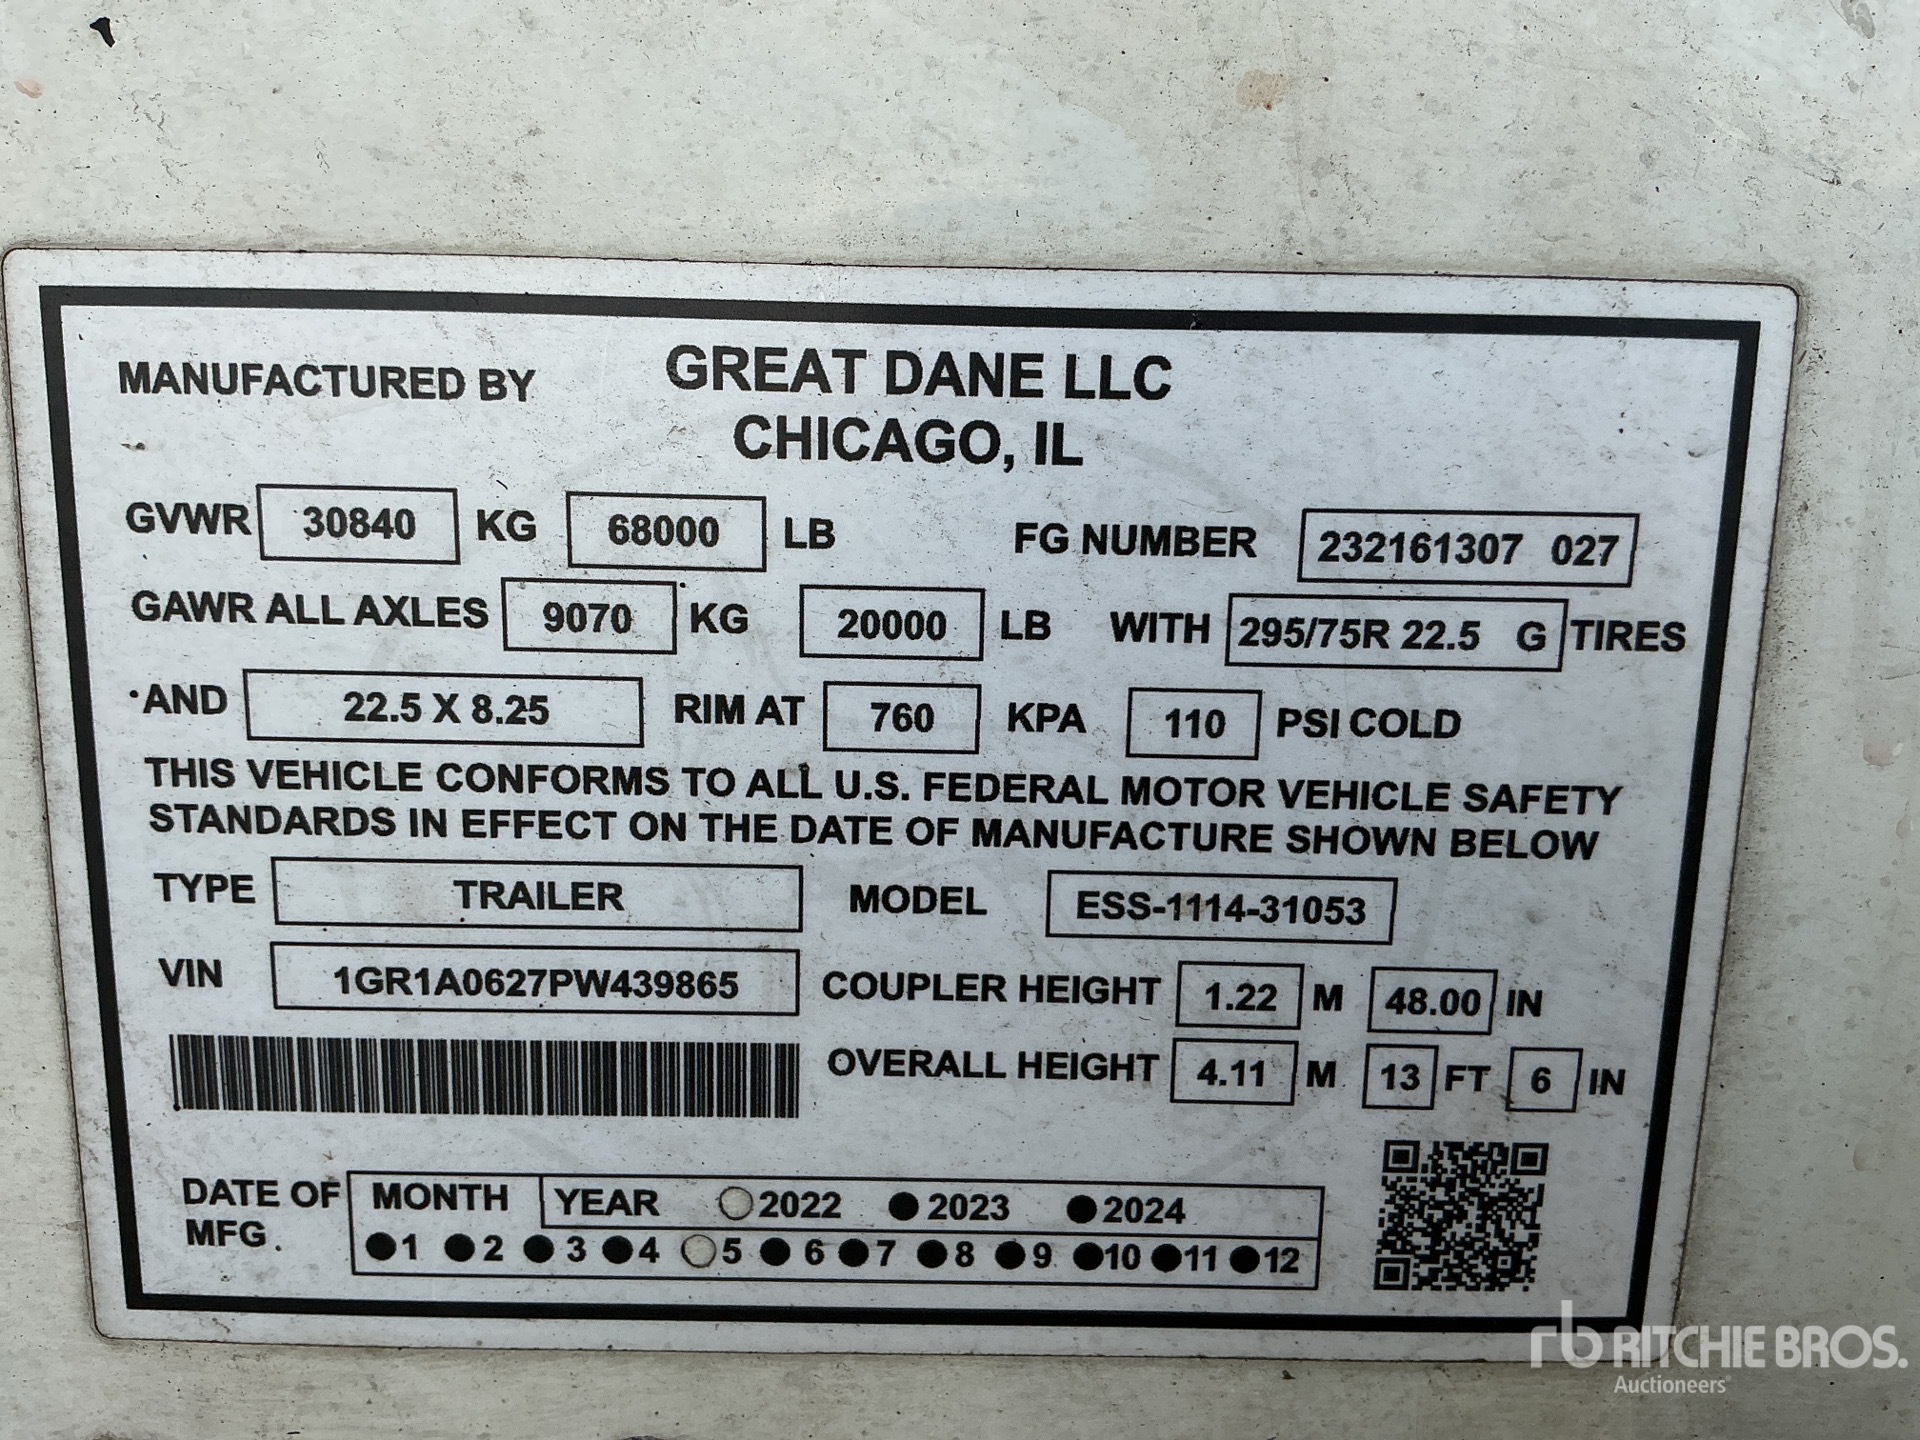 MANUFACTURED BY GREAT DANE LLC
CHICAGO, IL
GVWR 30840 KG 68000 LB FG NUMBER 232161307 027
GAWR ALL AXLES 9070 KG 20000 LB WITH 295/75R 22.5 G TIRES
AND 22.5 X 8.25 RIM AT 760 KPA 110 PSI COLD
THIS VEHICLE CONFORMS TO ALL U.S. FEDERAL MOTOR VEHICLE SAFETY
STANDARDS IN EFFECT ON THE DATE OF MANUFACTURE SHOWN BELOW
TYPE TRAILER MODEL ESS-1114-31053
VIN 1GR1A0627PW439865 COUPLER HEIGHT 1.22 M 48.00 IN
OVERALL HEIGHT 4.11 M 13 FT 6 IN
DATE OF MFG. MONTH YEAR 2022 2023 2024
1 2 3 4 5 6 7 8 9 10 11 12
rb RITCHIE BROS.
Auctioneers